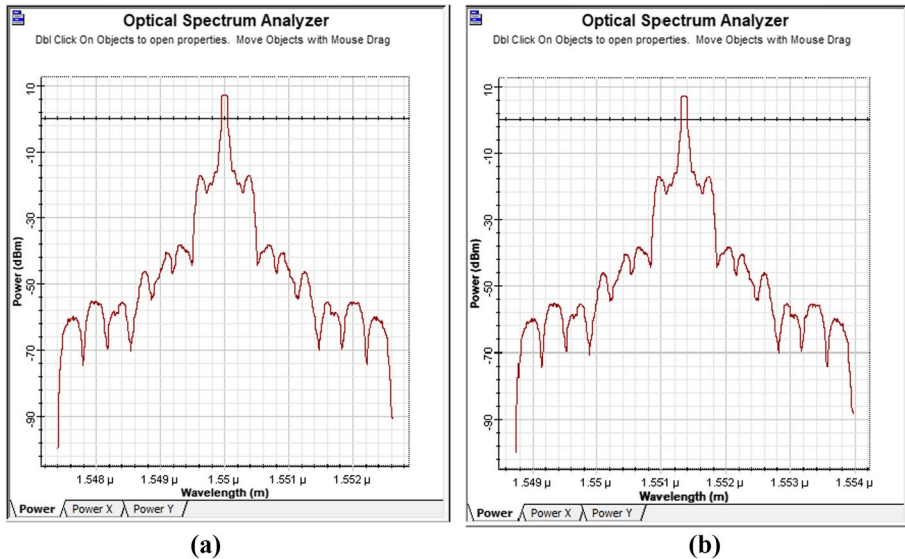 Optical Spectrum Analyzer
Dbl Click On Objects to open properties.  Move Objects with Mouse Drag
Power (dBm)
10
-10
-30
-50
-70
-90
1.548 µ 1.549 µ 1.55 µ 1.551 µ 1.552 µ
Wavelength (m)
Power Power X Power Y
(a)
Optical Spectrum Analyzer
Dbl Click On Objects to open properties.  Move Objects with Mouse Drag
Power (dBm)
10
-10
-30
-50
-70
-90
1.549 µ 1.55 µ 1.551 µ 1.552 µ 1.553 µ 1.554 µ
Wavelength (m)
Power Power X Power Y
(b)